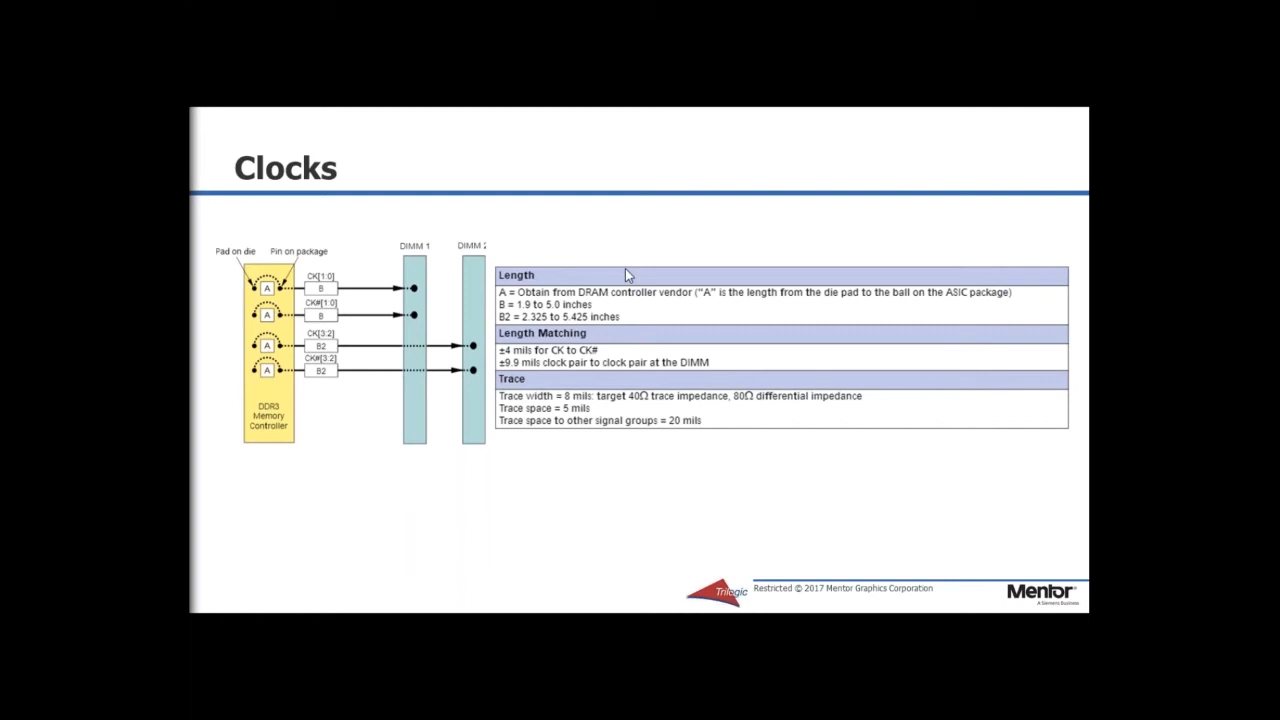 Clocks
Pad on die
Pin on package
DIMM 1
DIMM 2
CK[1:0]
A
B
CK#[1:0]
A
B
CK[3:2]
A
B2
CK#[3:2]
A
B2
DDR3
Memory
Controller
Length
A = Obtain from DRAM controller vendor ("A" is the length from the die pad to the ball on the ASIC package)
B = 1.9 to 5.0 inches
B2 = 2.325 to 5.425 inches
Length Matching
±4 mils for CK to CK#
±9.9 mils clock pair to clock pair at the DIMM
Trace
Trace width = 8 mils: target 40Ω trace impedance, 80Ω differential impedance
Trace space = 5 mils
Trace space to other signal groups = 20 mils
Trilogic
Restricted © 2017 Mentor Graphics Corporation
Mentor®
A Siemens Business